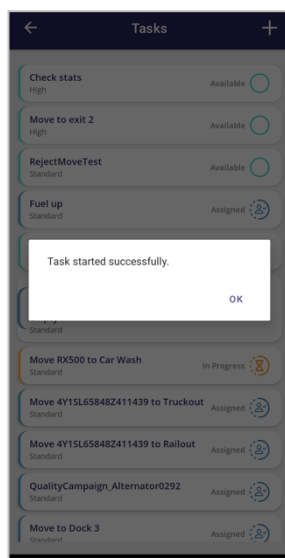 Tasks
Check stats
High
Available
Move to exit 2
High
Available
RejectMoveTest
Standard
Available
Fuel up
Standard
Assigned
Task started successfully.
OK
Standard
Move RX500 to Car Wash
Standard
In Progress
Move 4Y15L65848Z411439 to Truckout
Standard
Assigned
Move 4Y15L65848Z411439 to Railout
Standard
Assigned
QualityCampaign_Alternator0292
Standard
Assigned
Move to Dock 3
Standard
Assigned